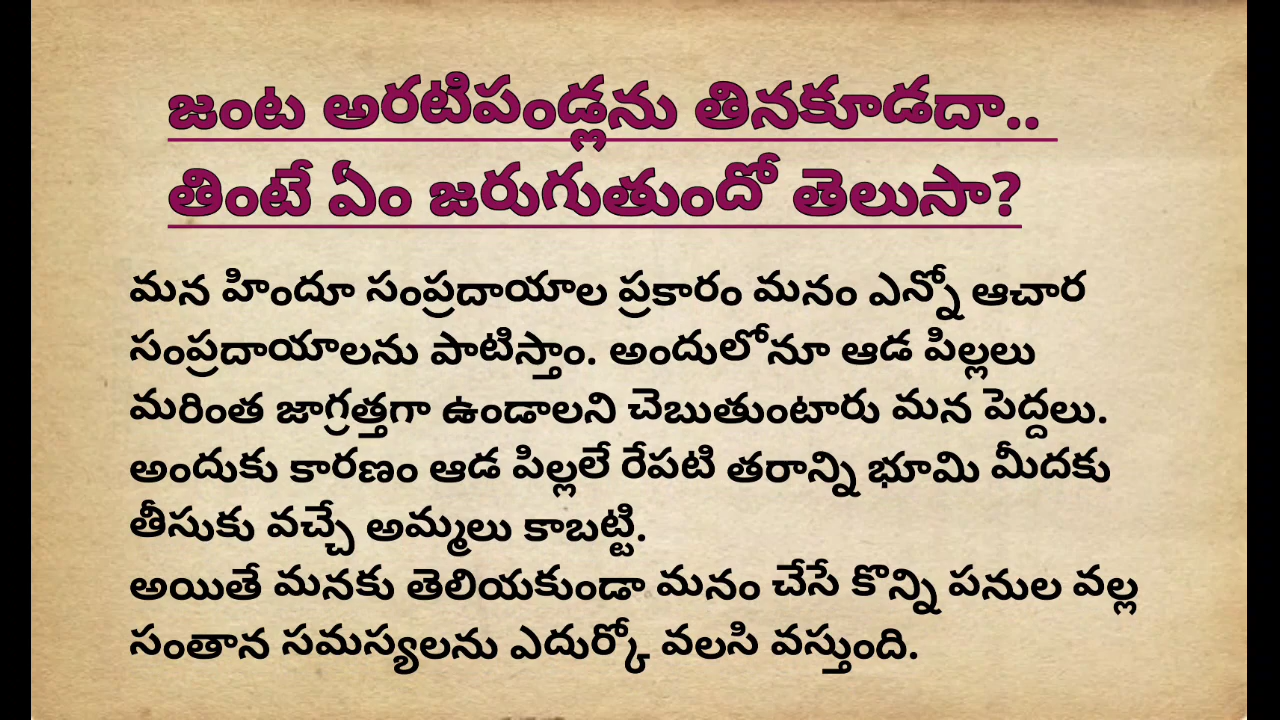 జంట అరటిపండ్లను తినకూడదా..
తింటే ఏం జరుగుతుందో తెలుసా?
మన హిందూ సంప్రదాయాల ప్రకారం మనం ఎన్నో ఆచార
సంప్రదాయాలను పాటిస్తాం. అందులోనూ ఆడ పిల్లలు
మరింత జాగ్రత్తగా ఉండాలని చెబుతుంటారు మన పెద్దలు.
అందుకు కారణం ఆడ పిల్లలే రేపటి తరాన్ని భూమి మీదకు
తీసుకు వచ్చే అమ్మలు కాబట్టి.
అయితే మనకు తెలియకుండా మనం చేసే కొన్ని పనుల వల్ల
సంతాన సమస్యలను ఎదుర్కో వలసి వస్తుంది.